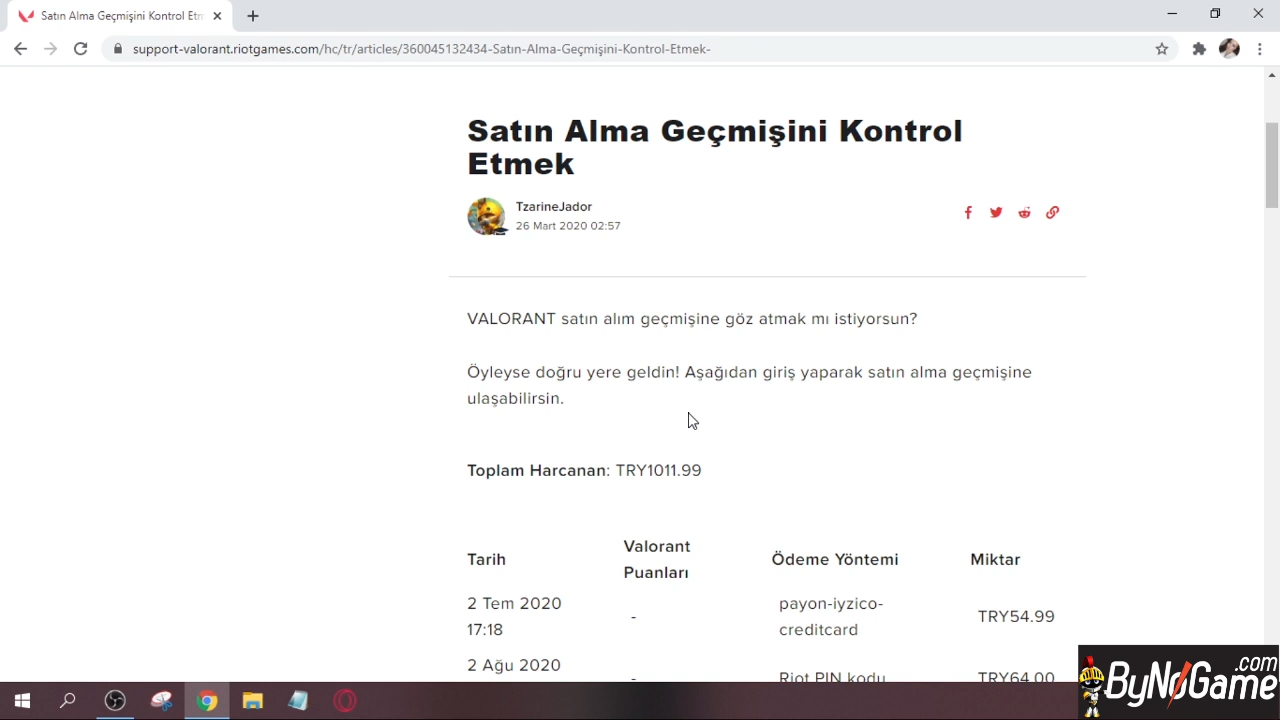 Satın Alma Geçmişini Kontrol Etm
support-valorant.riotgames.com/hc/tr/articles/360045132434-Satın-Alma-Geçmişini-Kontrol-Etmek-
Satın Alma Geçmişini Kontrol
Etmek
TzarineJador
26 Mart 2020 02:57
VALORANT satın alım geçmişine göz atmak mı istiyorsun?
Öyleyse doğru yere geldin! Aşağıdan giriş yaparak satın alma geçmişine
ulaşabilirsin.
Toplam Harcanan: TRY1011.99
Tarih Valorant Puanları Ödeme Yöntemi Miktar
2 Tem 2020 17:18 - payon-iyzico-creditcard TRY54.99
2 Ağu 2020 - Riot PIN kodu TRY64.00
ByNoGame.com